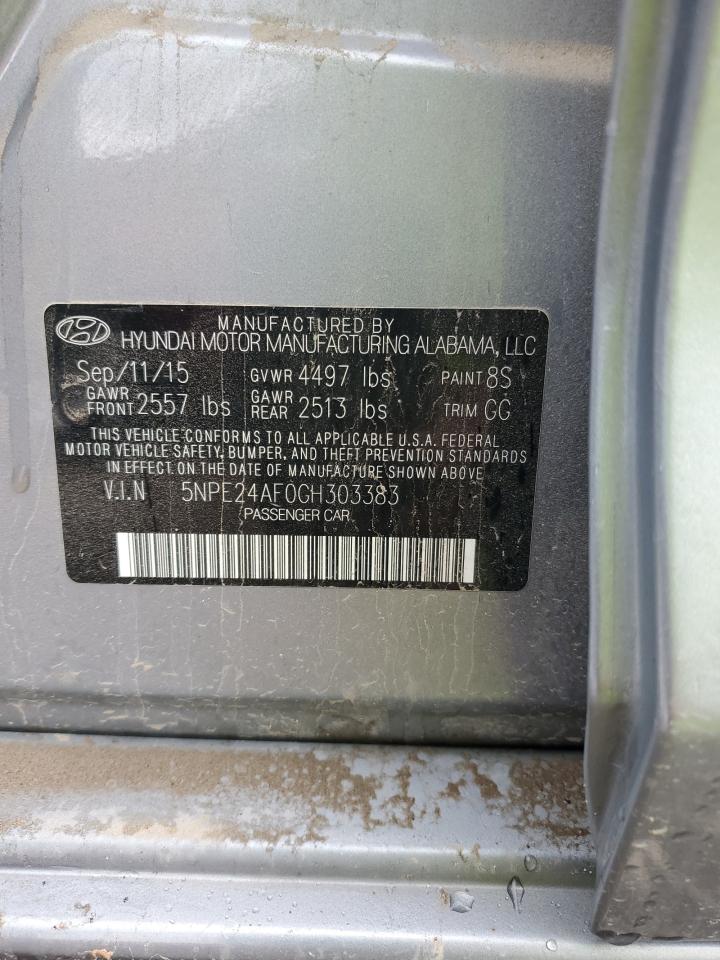 MANUFACTURED BY
HYUNDAI MOTOR MANUFACTURING ALABAMA, LLC
Sep/11/15 GVWR 4497 lbs PAINT 8S
GAWR FRONT 2557 lbs GAWR REAR 2513 lbs TRIM GG
THIS VEHICLE CONFORMS TO ALL APPLICABLE U.S.A. FEDERAL
MOTOR VEHICLE SAFETY, BUMPER, AND THEFT PREVENTION STANDARDS
IN EFFECT ON THE DATE OF MANUFACTURE SHOWN ABOVE
V.I.N 5NPE24AF0GH303383
PASSENGER CAR